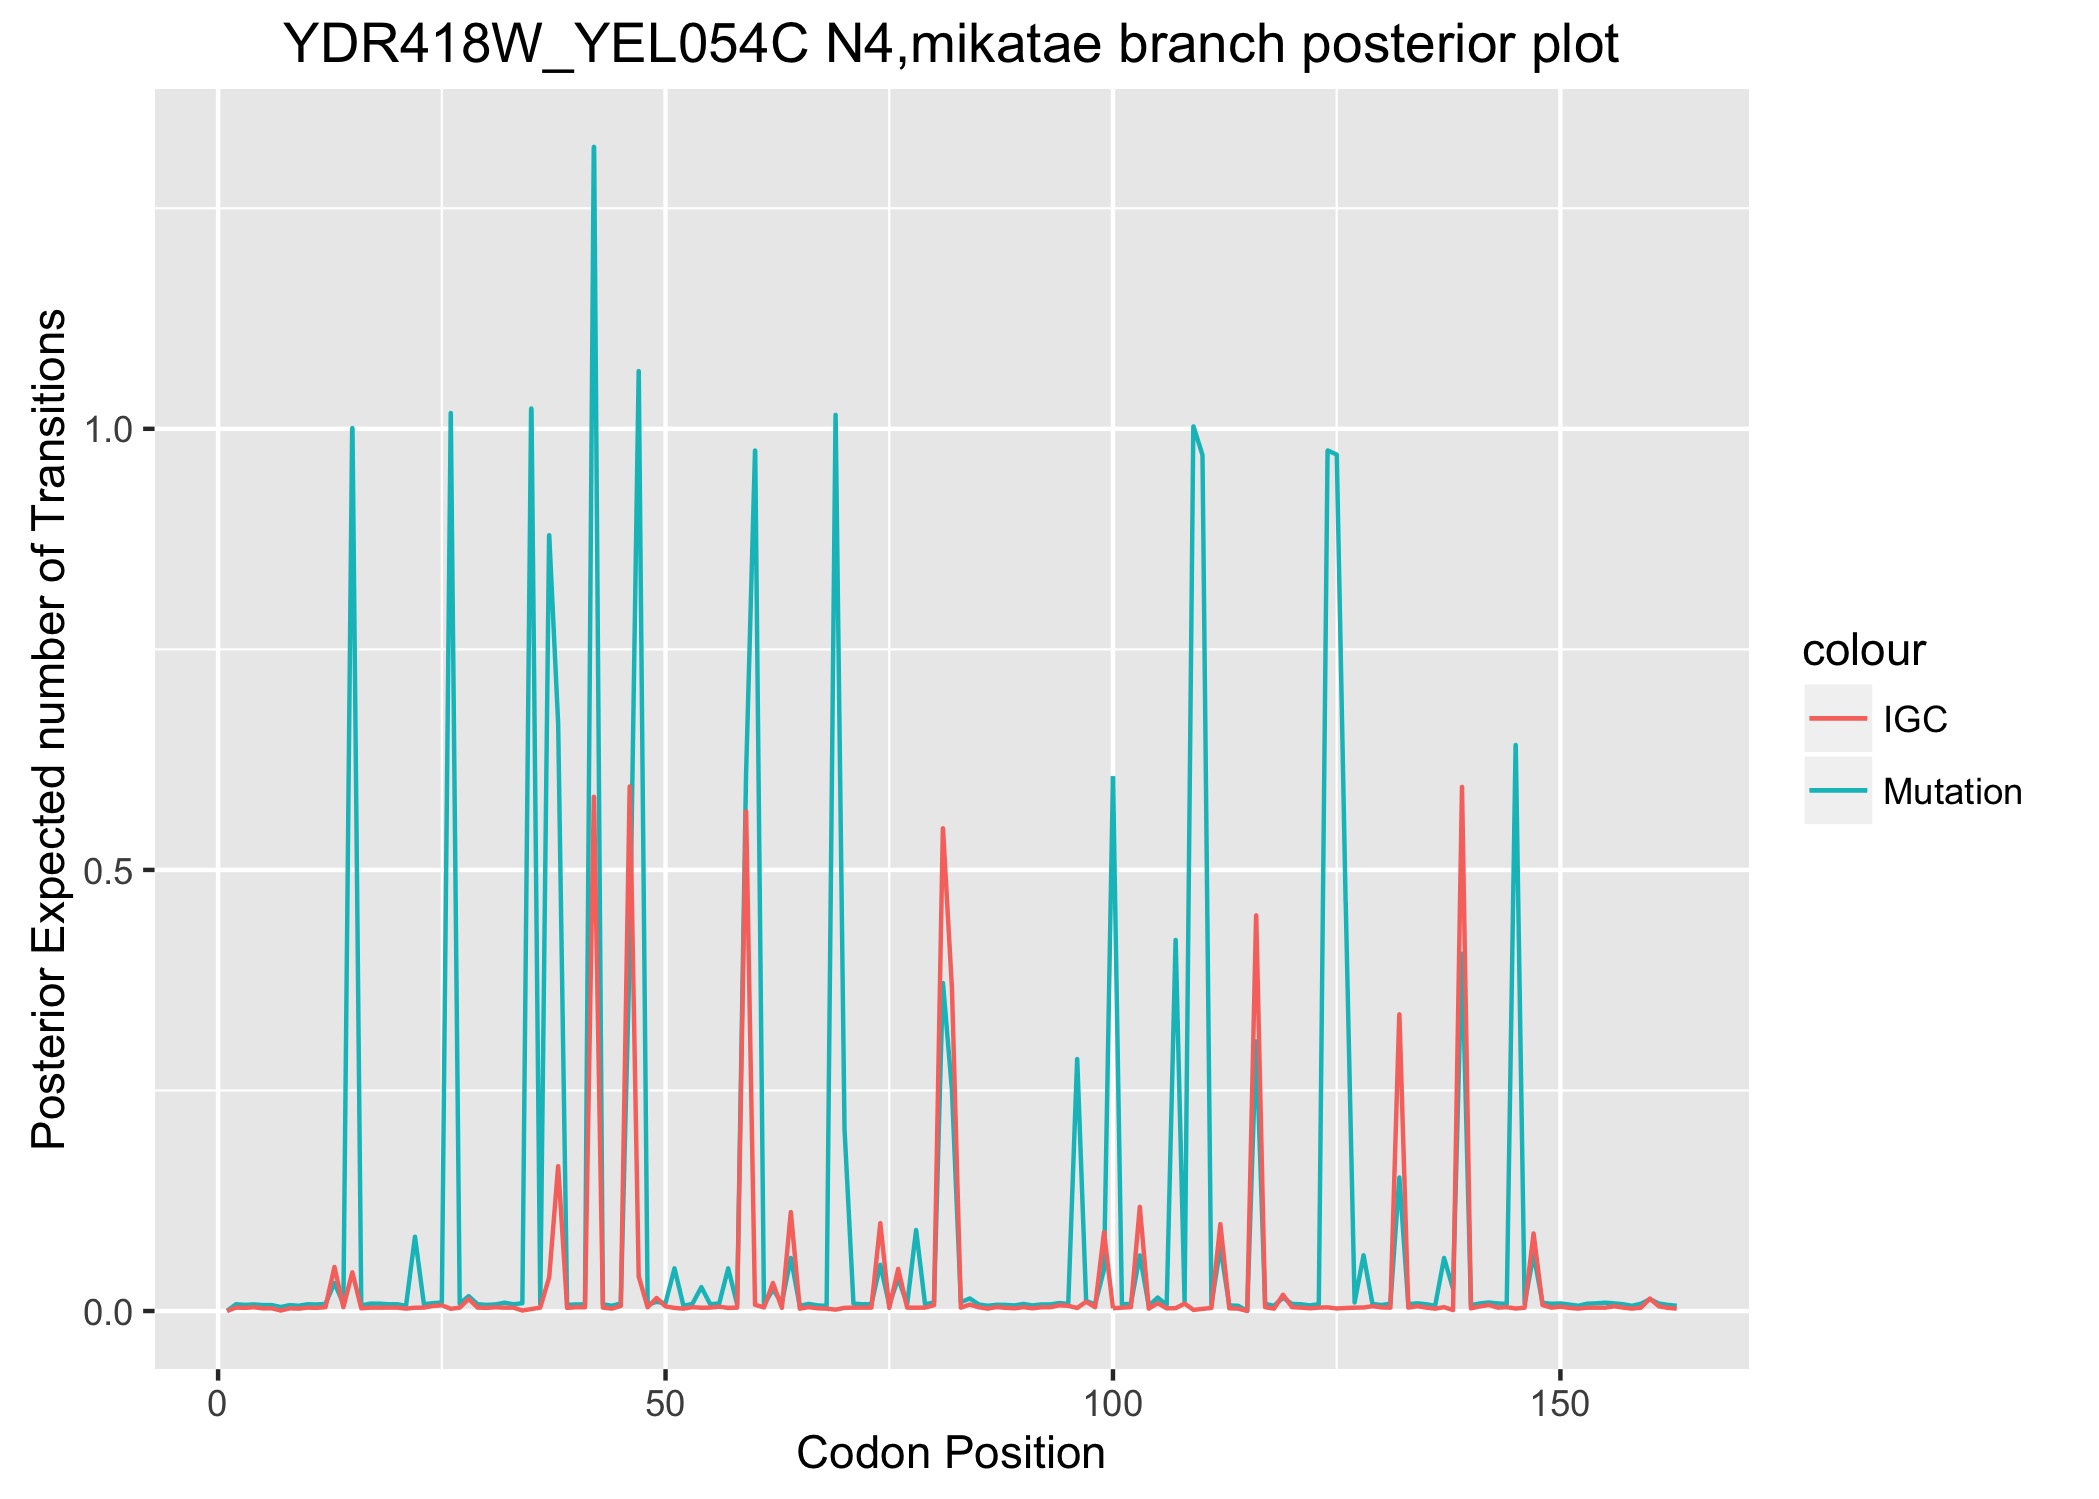 YDR418W_YEL054C N4,mikatae branch posterior plot
Posterior Expected number of Transitions
1.0
0.5
0.0
0 50 100 150
Codon Position
colour
IGC
Mutation